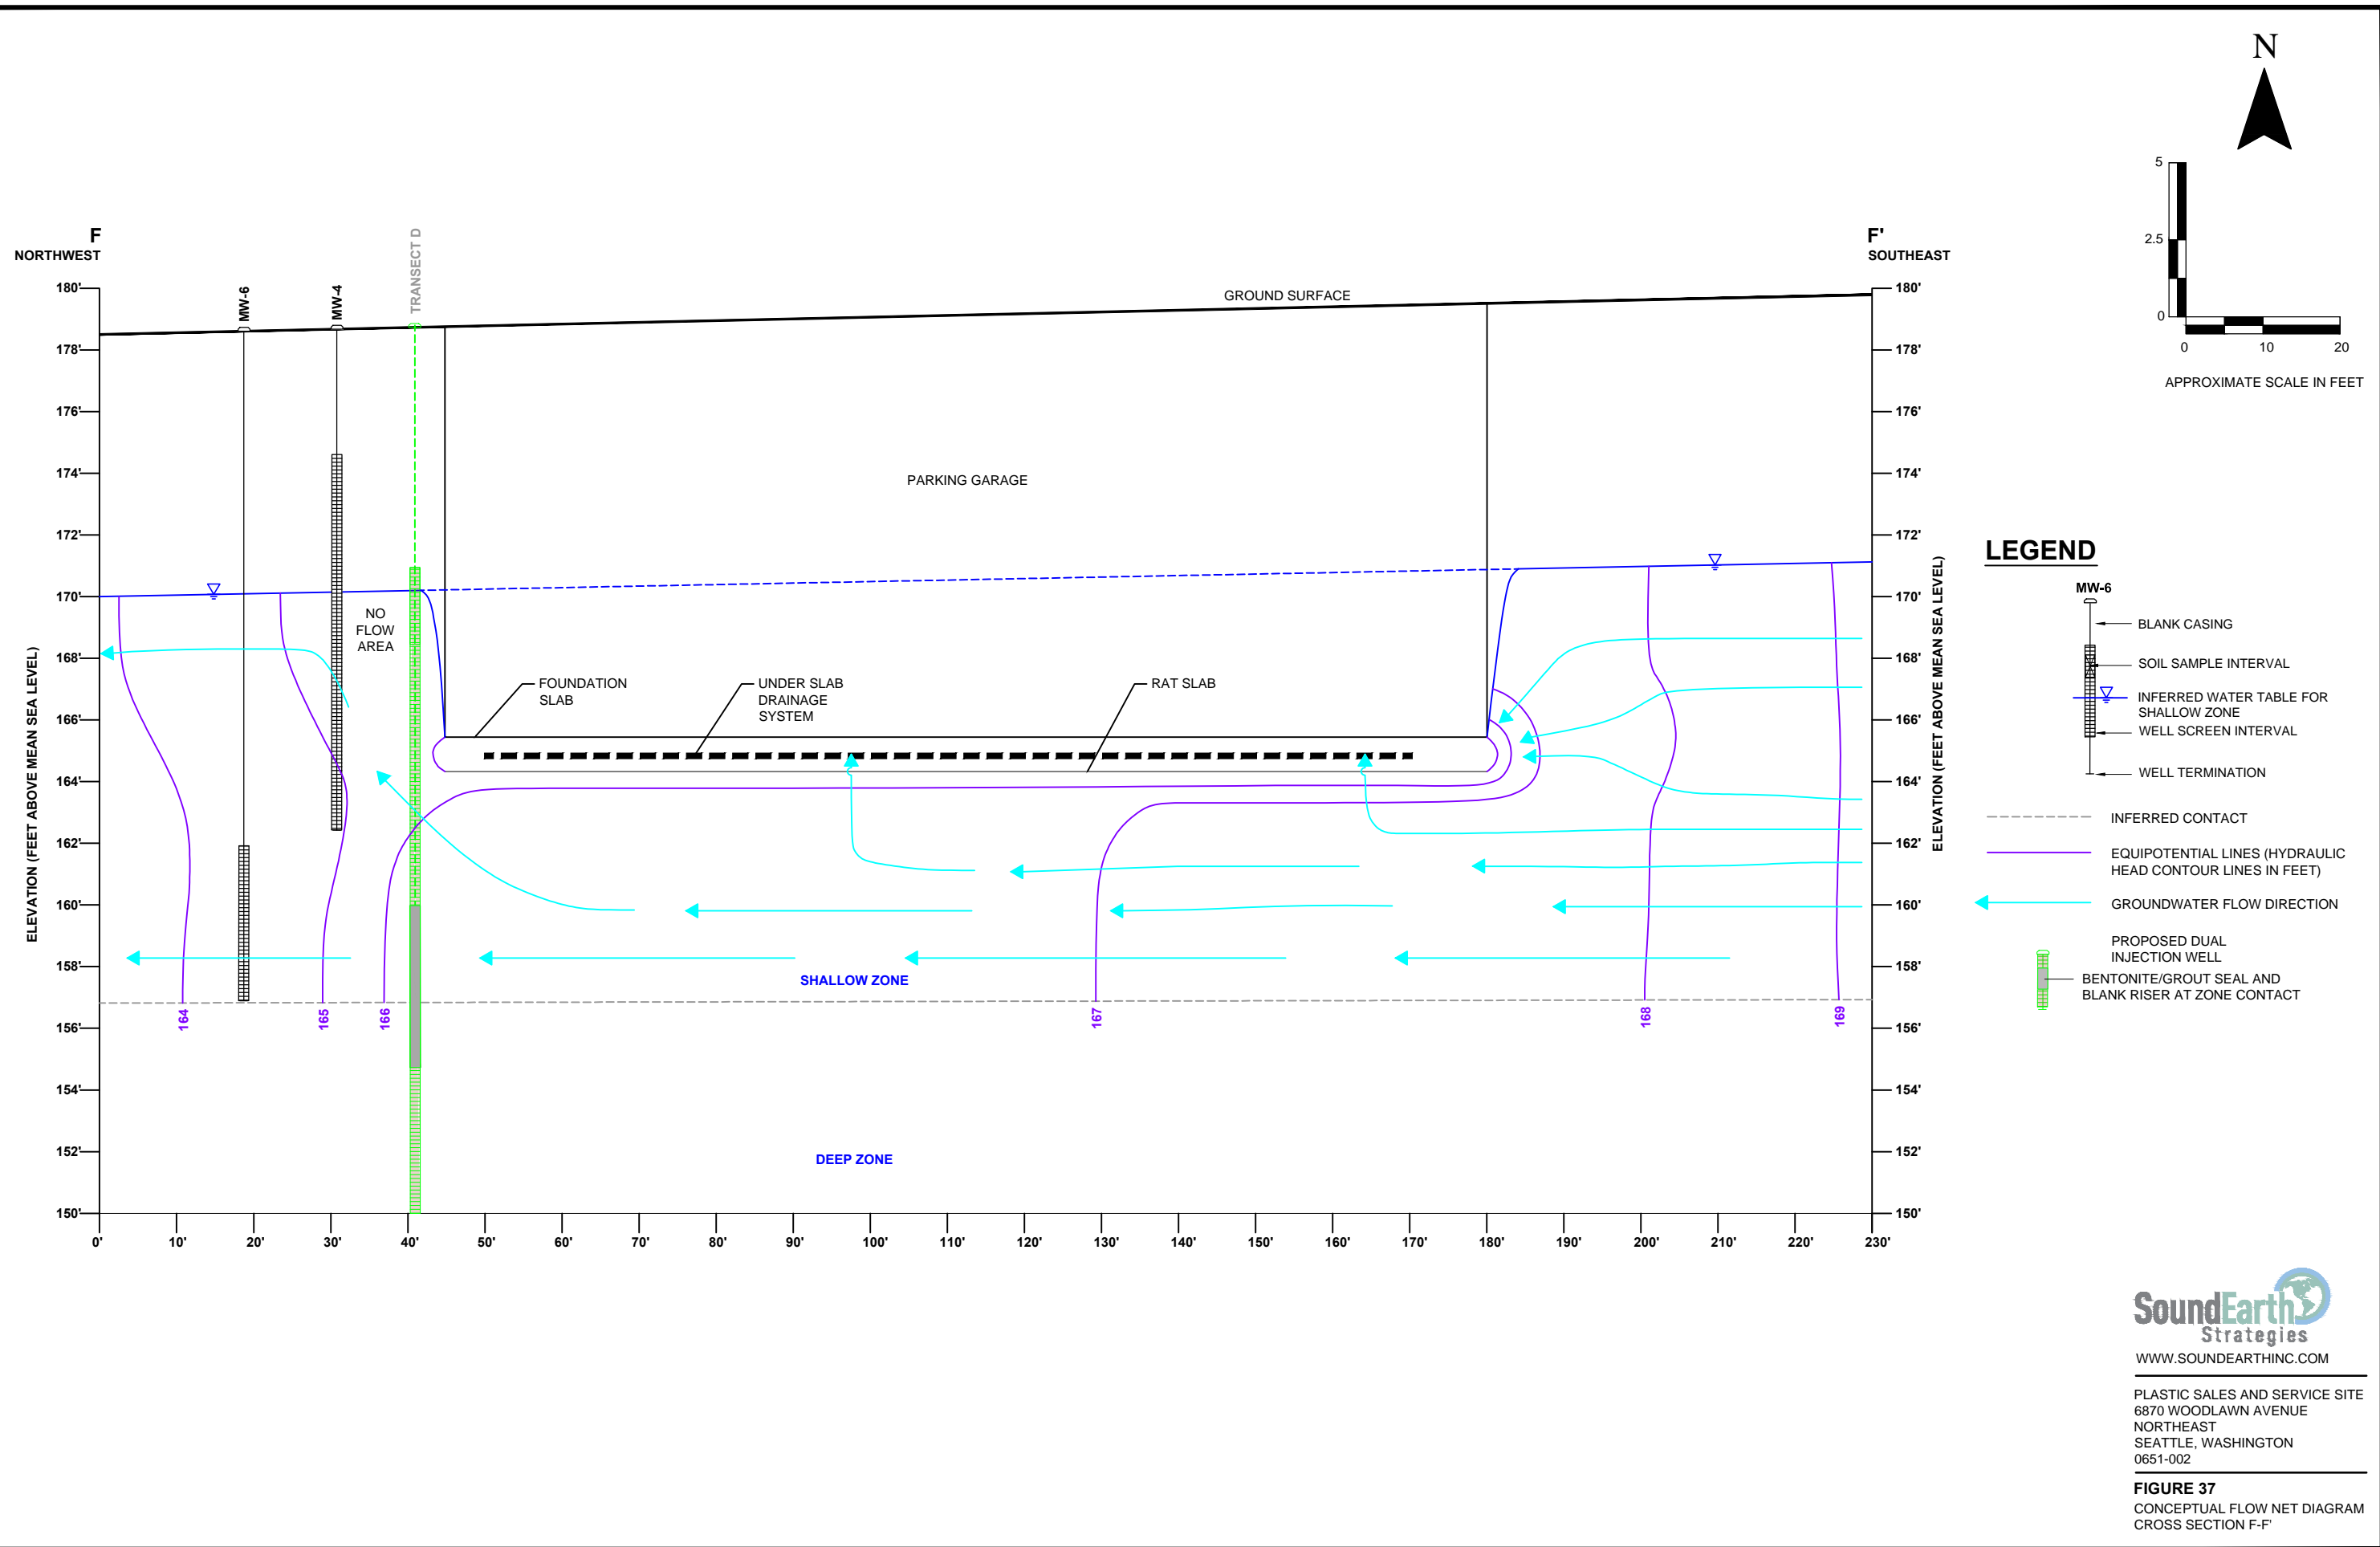 N
5
2.5
0
0 10 20
APPROXIMATE SCALE IN FEET
F
NORTHWEST
F'
SOUTHEAST
MW-6
MW-4
TRANSECT D
GROUND SURFACE
180'
178'
176'
174'
172'
170'
168'
166'
164'
162'
160'
158'
156'
154'
152'
150'
ELEVATION (FEET ABOVE MEAN SEA LEVEL)
PARKING GARAGE
NO
FLOW
AREA
FOUNDATION
SLAB
UNDER SLAB
DRAINAGE
SYSTEM
RAT SLAB
SHALLOW ZONE
DEEP ZONE
164
165
166
167
168
169
0' 10' 20' 30' 40' 50' 60' 70' 80' 90' 100' 110' 120' 130' 140' 150' 160' 170' 180' 190' 200' 210' 220' 230'
180'
178'
176'
174'
172'
170'
168'
166'
164'
162'
160'
158'
156'
154'
152'
150'
ELEVATION (FEET ABOVE MEAN SEA LEVEL)
LEGEND
MW-6
BLANK CASING
SOIL SAMPLE INTERVAL
INFERRED WATER TABLE FOR
SHALLOW ZONE
WELL SCREEN INTERVAL
WELL TERMINATION
INFERRED CONTACT
EQUIPOTENTIAL LINES (HYDRAULIC
HEAD CONTOUR LINES IN FEET)
GROUNDWATER FLOW DIRECTION
PROPOSED DUAL
INJECTION WELL
BENTONITE/GROUT SEAL AND
BLANK RISER AT ZONE CONTACT
SoundEarth
Strategies
WWW.SOUNDEARTHINC.COM
PLASTIC SALES AND SERVICE SITE
6870 WOODLAWN AVENUE
NORTHEAST
SEATTLE, WASHINGTON
0651-002
FIGURE 37
CONCEPTUAL FLOW NET DIAGRAM
CROSS SECTION F-F'